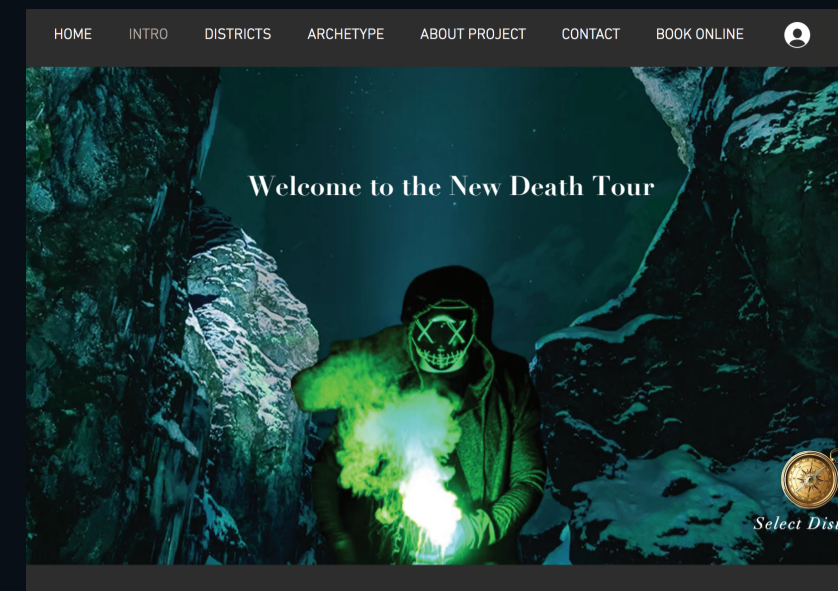 HOME INTRO DISTRICTS ARCHETYPE ABOUT PROJECT CONTACT BOOK ONLINE
Welcome to the New Death Tour
Select